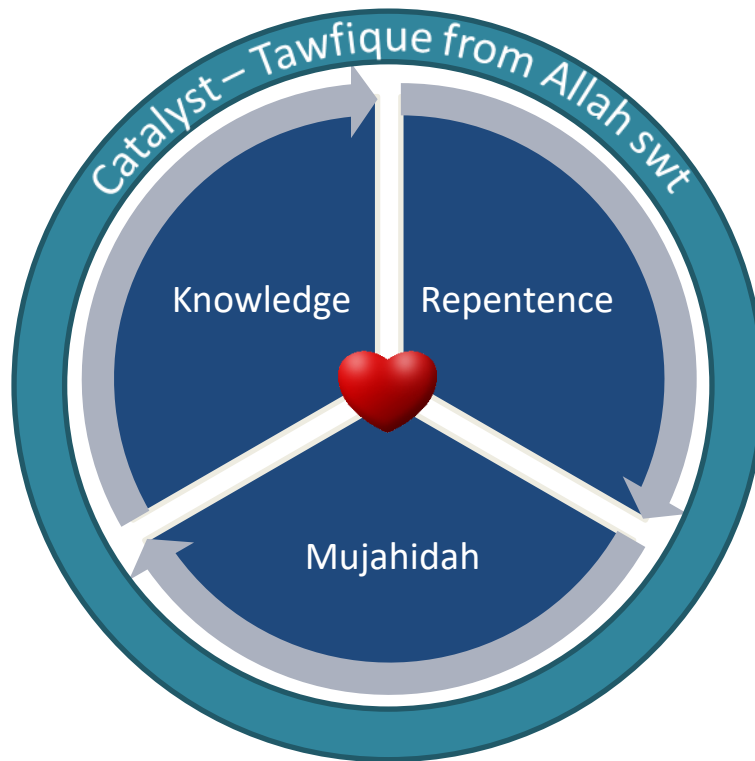 Catalyst – Tawfique from Allah swt
Knowledge
Repentence
Mujahidah